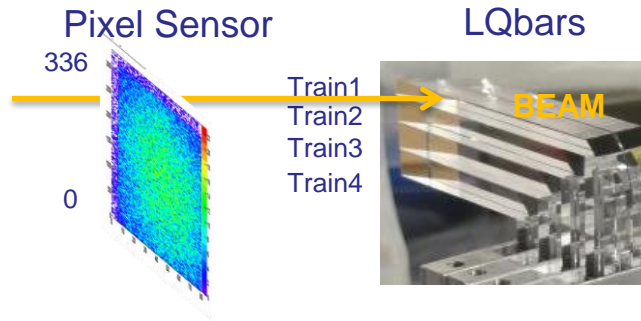 Pixel Sensor
LQbars
336
Train1
BEAM
Train2
Train3
Train4
0